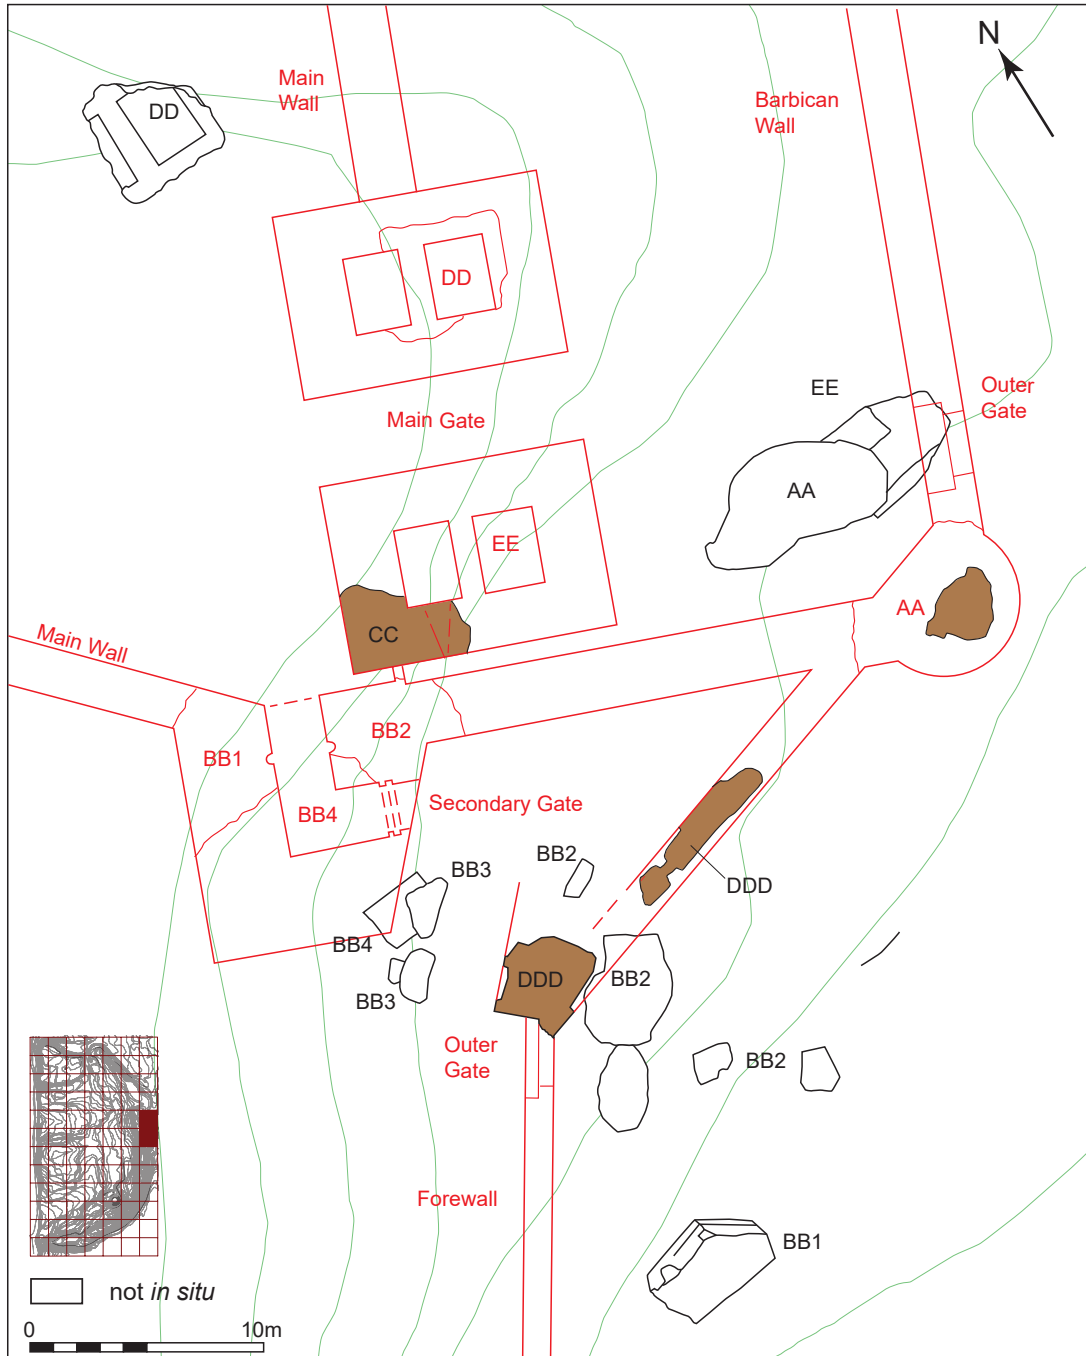 N
Main
Wall
Barbican
Wall
DD
DD
Main Gate
EE
Outer
Gate
AA
EE
AA
CC
Main Wall
BB1
BB2
BB4
Secondary Gate
BB2
BB3
DDD
BB4
BB3
DDD
BB2
Outer
Gate
BB2
Forewall
BB1
not in situ
0
10m